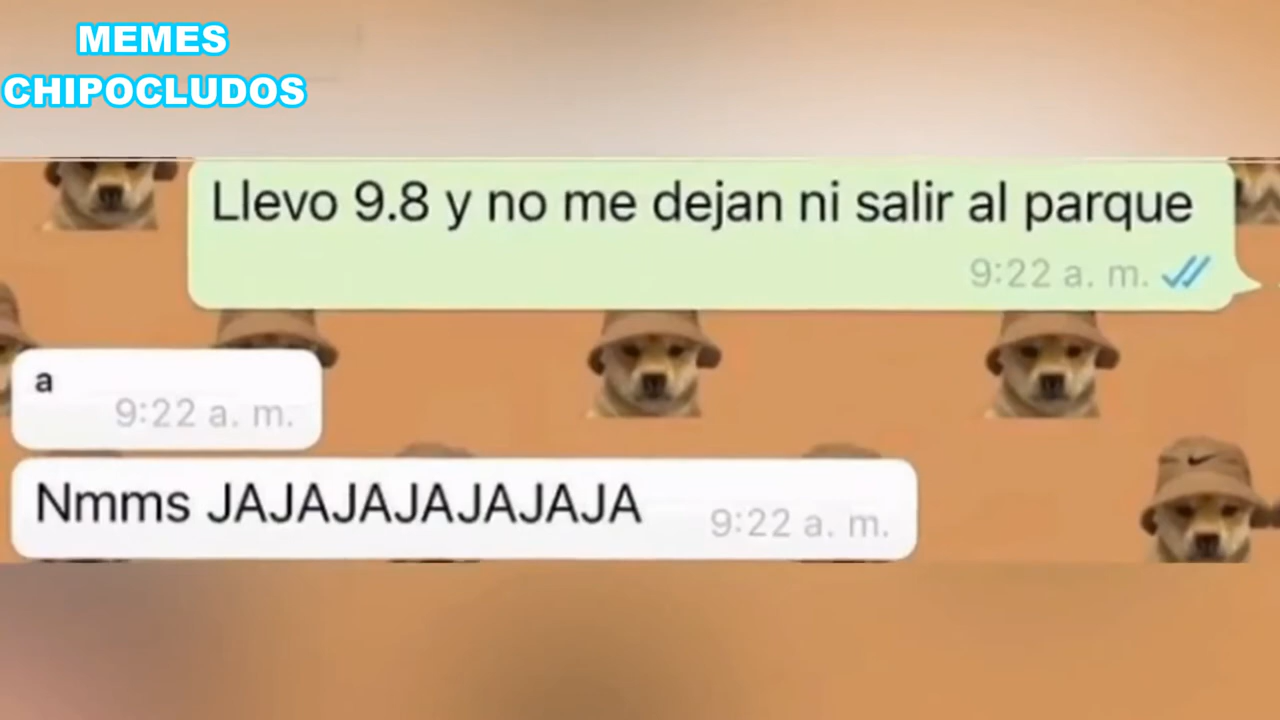 MEMES
CHIPOCLUDOS
Llevo 9.8 y no me dejan ni salir al parque
9:22 a. m.
a
9:22 a. m.
Nmms JAJAJAJAJAJAJA
9:22 a. m.